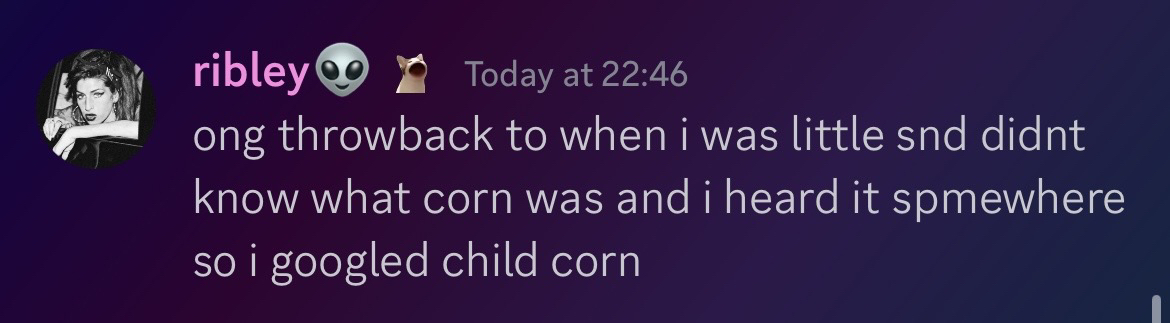 ribley👽 Today at 22:46
ong throwback to when i was little snd didnt
know what corn was and i heard it spmewhere
so i googled child corn